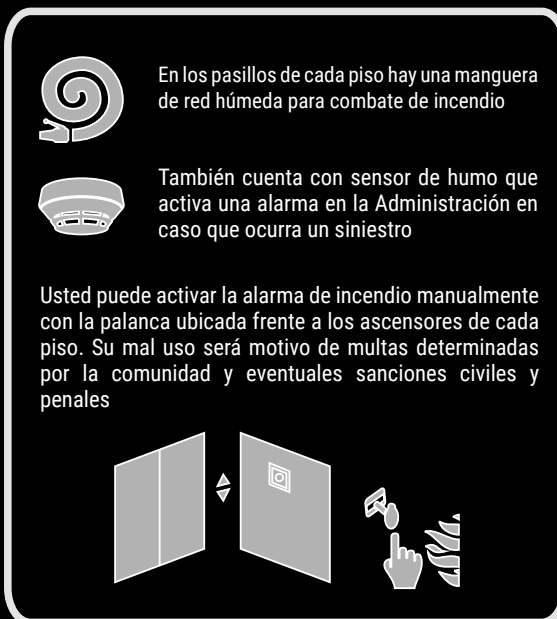 En los pasillos de cada piso hay una manguera
de red húmeda para combate de incendio
También cuenta con sensor de humo que
activa una alarma en la Administración en
caso que ocurra un siniestro
Usted puede activar la alarma de incendio manualmente
con la palanca ubicada frente a los ascensores de cada
piso. Su mal uso será motivo de multas determinadas
por la comunidad y eventuales sanciones civiles y
penales